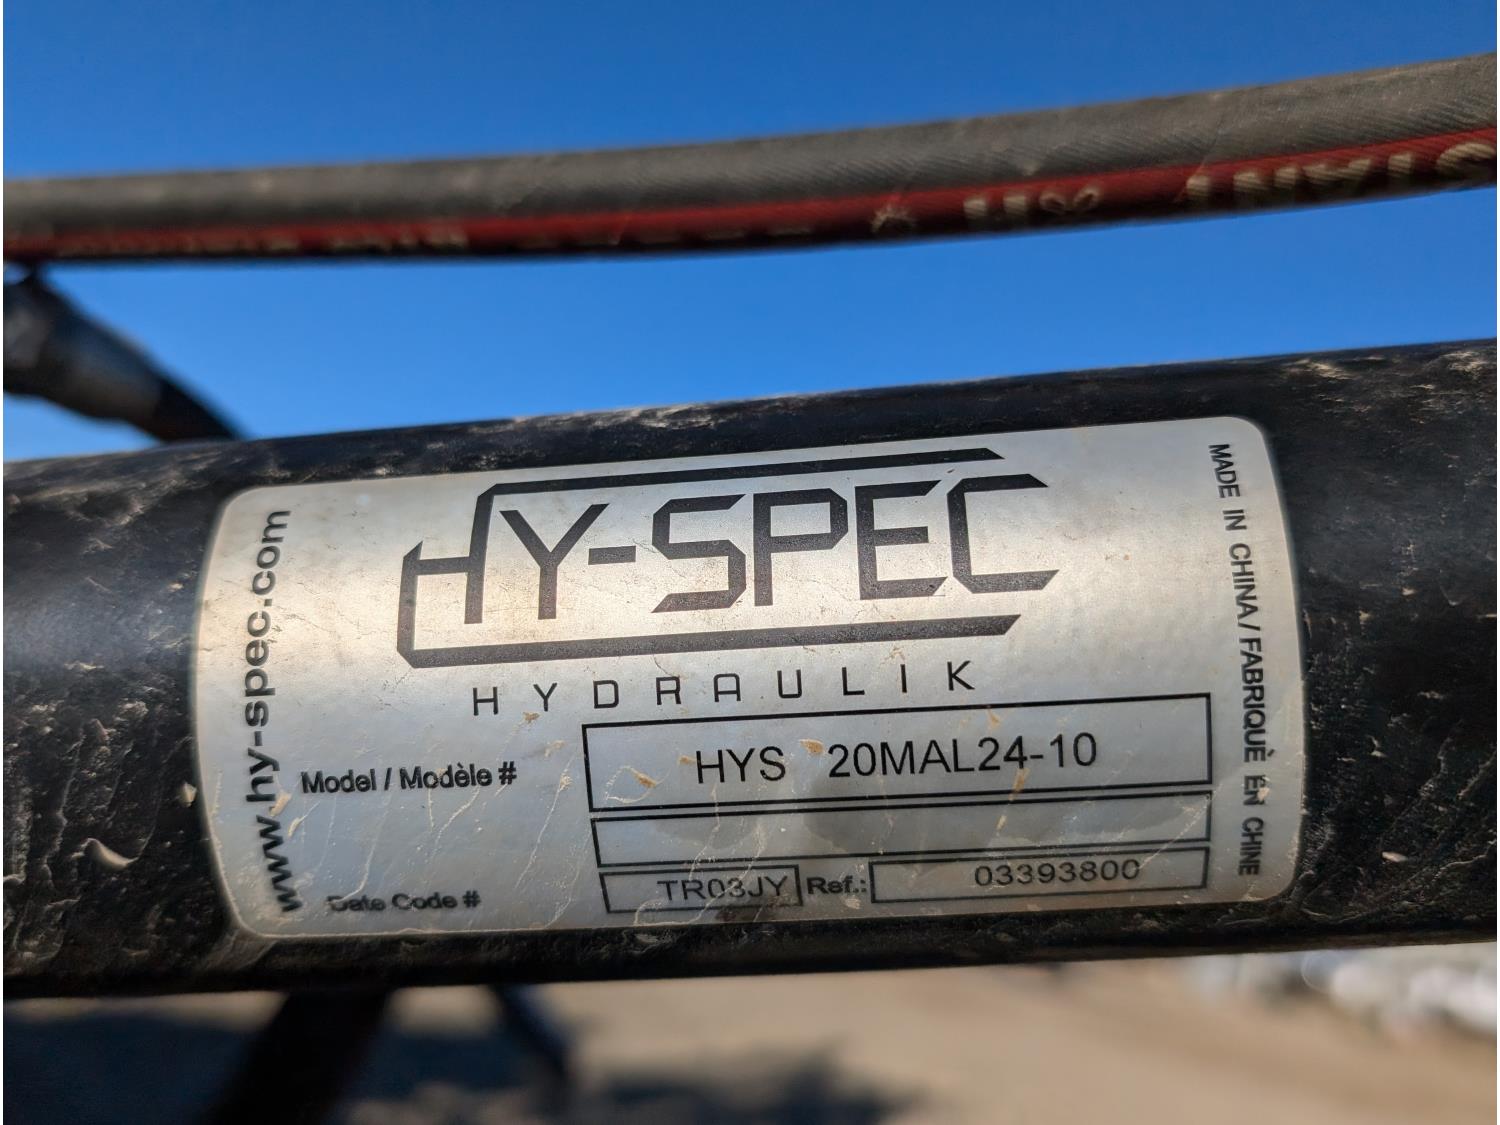 HY-SPEC
HYDRAULIK
www.hy-spec.com
Model / Modèle #
HYS 20MAL24-10
Date Code #
TR03JY
Ref.:
03393800
MADE IN CHINA / FABRIQUÈ EN CHINE